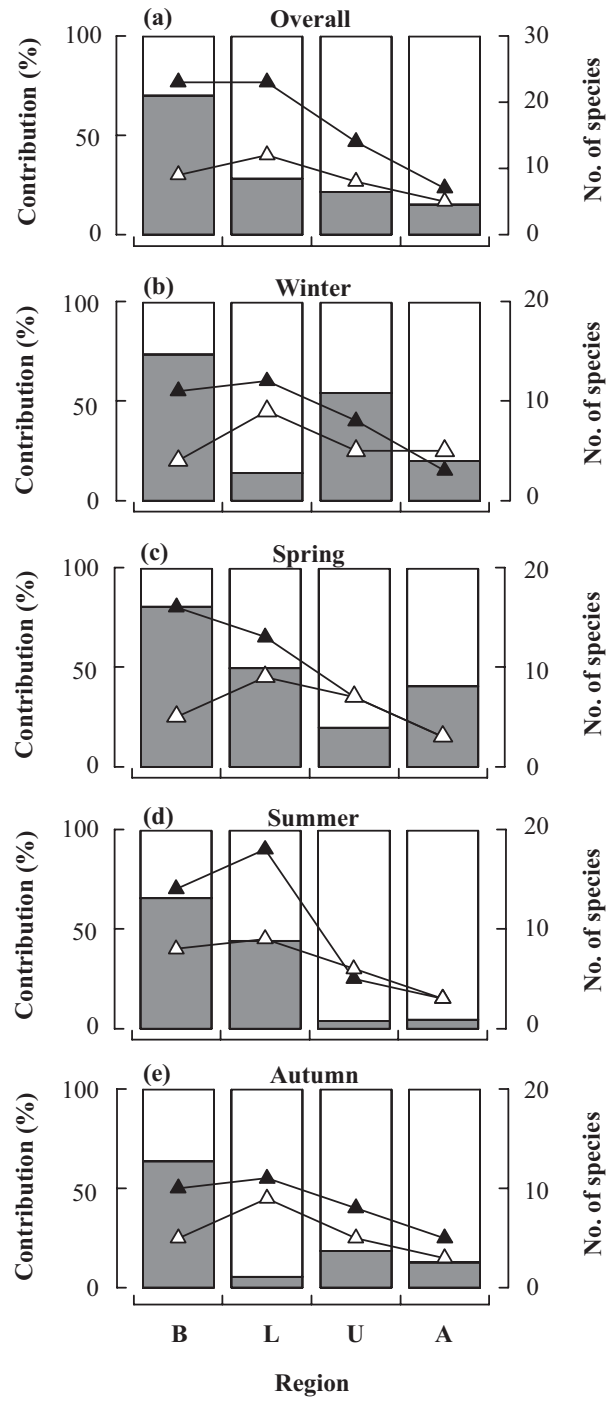 (a) Overall
Contribution (%)
100
50
0
30
20
10
0
No. of species
(b) Winter
Contribution (%)
100
50
0
20
10
0
No. of species
(c) Spring
Contribution (%)
100
50
0
20
10
0
No. of species
(d) Summer
Contribution (%)
100
50
0
20
10
0
No. of species
(e) Autumn
Contribution (%)
100
50
0
20
10
0
No. of species
B L U A
Region